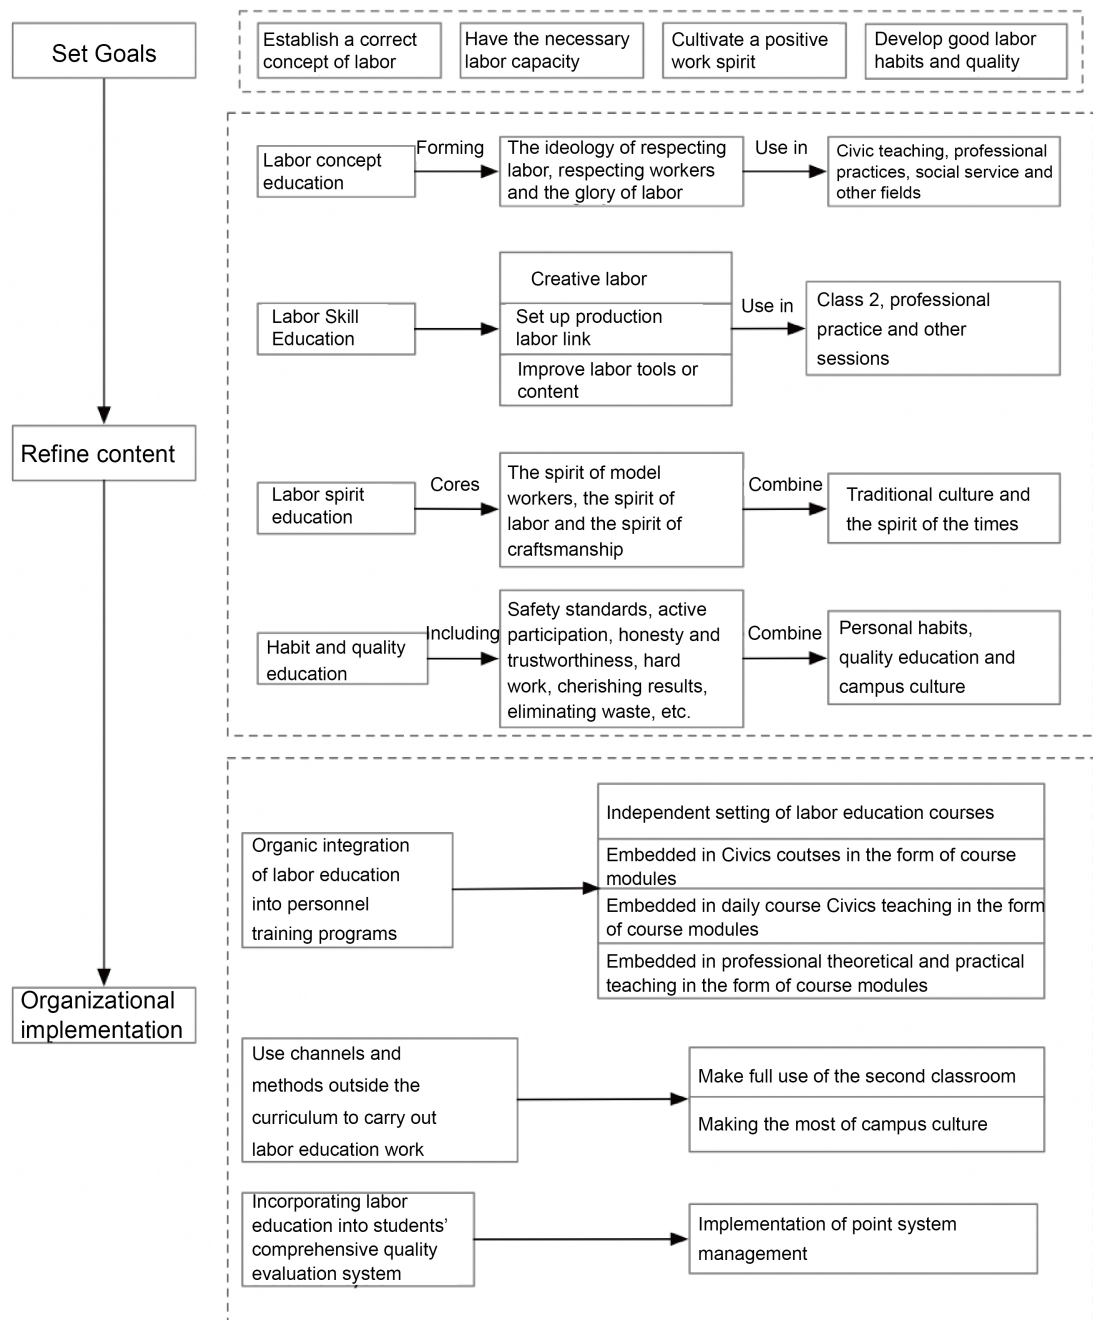 Set Goals
Establish a correct
concept of labor
Have the necessary
labor capacity
Cultivate a positive
work spirit
Develop good labor
habits and quality
Labor concept
education
Forming
The ideology of respecting
labor, respecting workers
and the glory of labor
Use in
Civic teaching, professional
practices, social service and
other fields
Labor Skill
Education
Creative labor
Set up production
labor link
Improve labor tools or
content
Use in
Class 2, professional
practice and other
sessions
Refine content
Labor spirit
education
Cores
The spirit of model
workers, the spirit of
labor and the spirit of
craftsmanship
Combine
Traditional culture and
the spirit of the times
Habit and quality
education
Including
Safety standards, active
participation, honesty and
trustworthiness, hard
work, cherishing results,
eliminating waste, etc.
Combine
Personal habits,
quality education and
campus culture
Organizational
implementation
Organic integration
of labor education
into personnel
training programs
Independent setting of labor education courses
Embedded in Civics coutses in the form of course
modules
Embedded in daily course Civics teaching in the form
of course modules
Embedded in professional theoretical and practical
teaching in the form of course modules
Use channels and
methods outside the
curriculum to carry out
labor education work
Make full use of the second classroom
Making the most of campus culture
Incorporating labor
education into students’
comprehensive quality
evaluation system
Implementation of point system
management